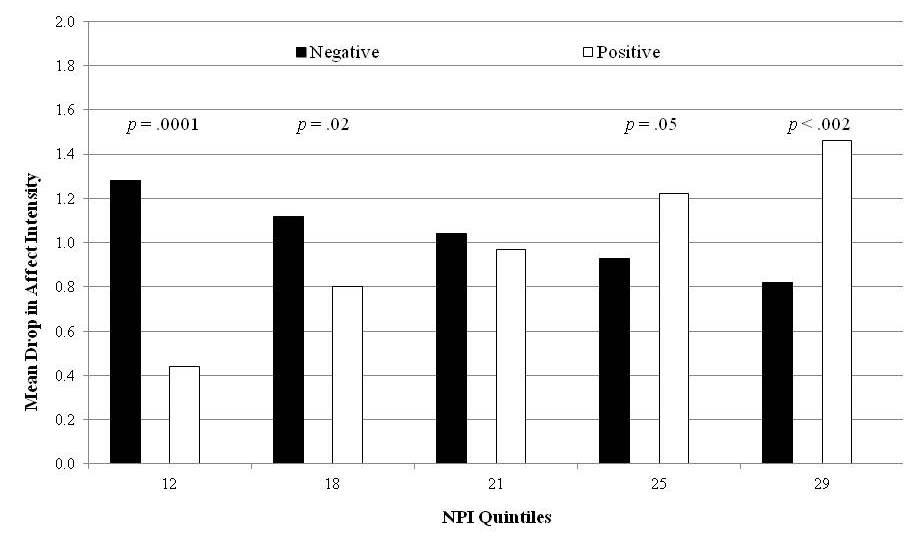 2.0
Negative
Positive
1.8
1.6
p = .0001
p = .02
p = .05
p < .002
1.4
1.2
1.0
0.8
0.6
0.4
0.2
0.0
Mean Drop in Affect Intensity
12
18
21
25
29
NPI Quintiles